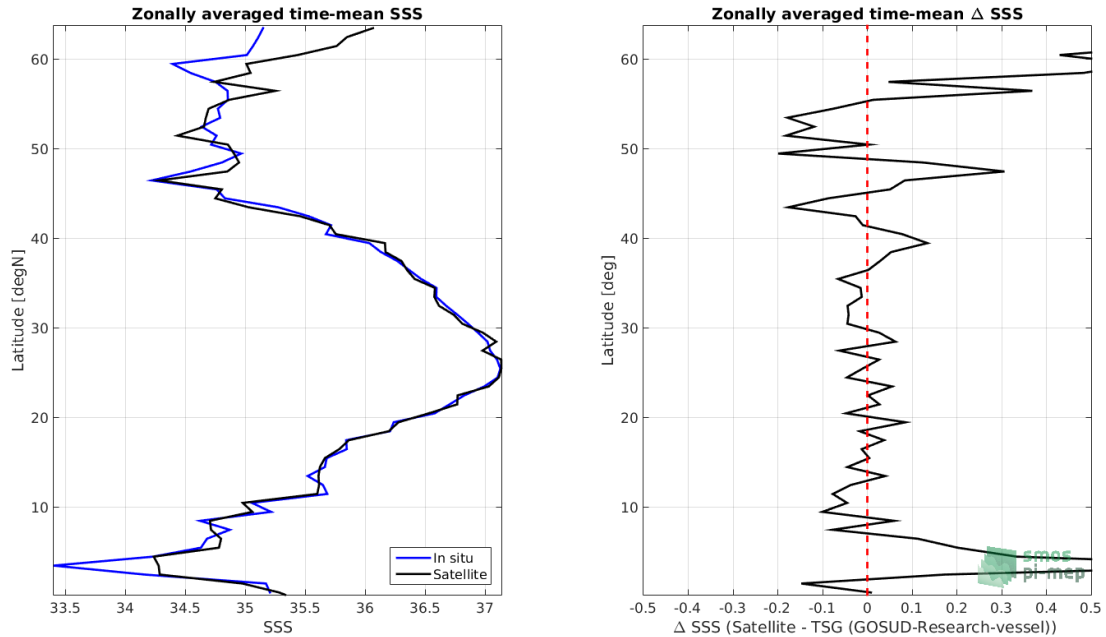 Zonally averaged time-mean SSS
60
50
40
30
20
10
Latitude [degN]
33.5 34 34.5 35 35.5 36 36.5 37
SSS
In situ
Satellite
Zonally averaged time-mean Δ SSS
60
50
40
30
20
10
Latitude [deg]
-0.5 -0.4 -0.3 -0.2 -0.1 0 0.1 0.2 0.3 0.4 0.5
Δ SSS (Satellite - TSG (GOSUD-Research-vessel))
smos
pi-mep